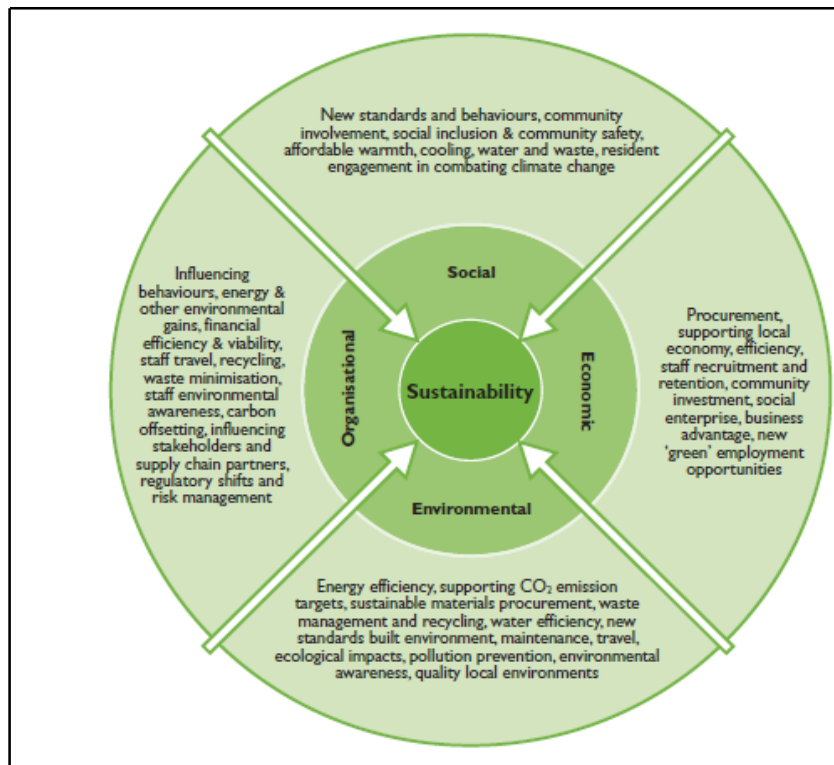 New standards and behaviours, community
involvement, social inclusion & community safety,
affordable warmth, cooling, water and waste, resident
engagement in combating climate change
Social
Influencing
behaviours, energy &
other environmental
gains, financial
efficiency & viability,
staff travel, recycling,
waste minimisation,
staff environmental
awareness, carbon
offsetting, influencing
stakeholders and
supply chain partners,
regulatory shifts and
risk management
Organisational
Sustainability
Economic
Procurement,
supporting local
economy, efficiency,
staff recruitment and
retention, community
investment, social
enterprise, business
advantage, new
‘green’ employment
opportunities
Environmental
Energy efficiency, supporting CO₂ emission
targets, sustainable materials procurement, waste
management and recycling, water efficiency, new
standards built environment, maintenance, travel,
ecological impacts, pollution prevention, environmental
awareness, quality local environments